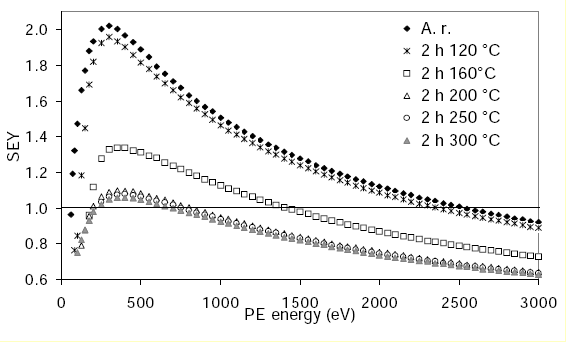 SEY
2.0
1.8
1.6
1.4
1.2
1.0
0.8
0.6
0
500
1000
1500
2000
2500
3000
PE energy (eV)
A. r.
2 h 120 °C
2 h 160°C
2 h 200 °C
2 h 250 °C
2 h 300 °C